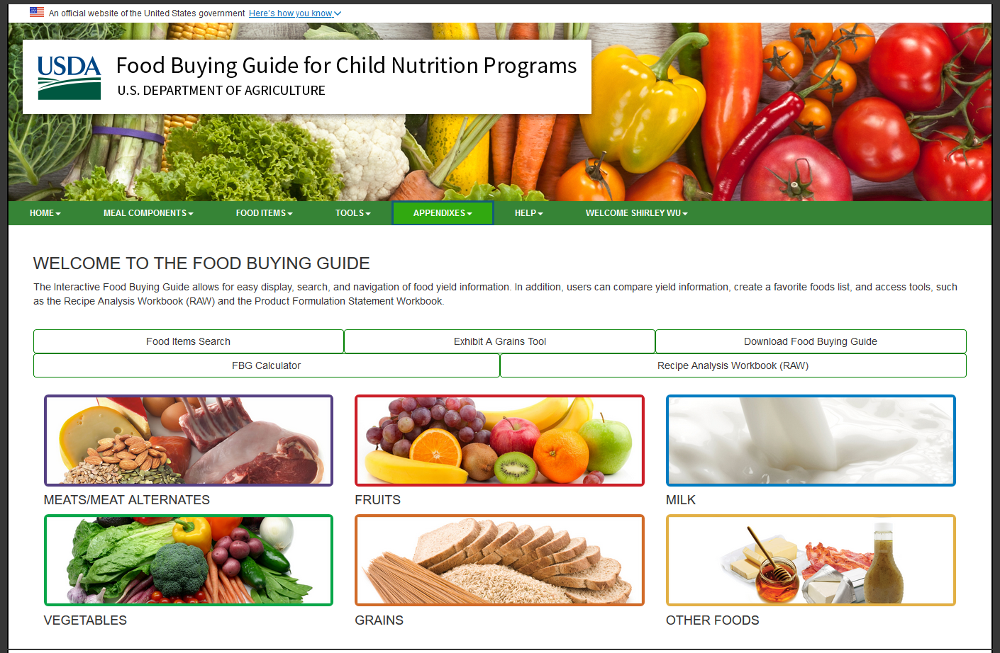 An official website of the United States government Here's how you know
USDA
Food Buying Guide for Child Nutrition Programs
U.S. DEPARTMENT OF AGRICULTURE
HOME MEAL COMPONENTS FOOD ITEMS TOOLS APPENDIXES HELP WELCOME SHIRLEY WU
WELCOME TO THE FOOD BUYING GUIDE
The Interactive Food Buying Guide allows for easy display, search, and navigation of food yield information. In addition, users can compare yield information, create a favorite foods list, and access tools, such
as the Recipe Analysis Workbook (RAW) and the Product Formulation Statement Workbook.
Food Items Search Exhibit A Grains Tool Download Food Buying Guide
FBG Calculator Recipe Analysis Workbook (RAW)
MEATS/MEAT ALTERNATES FRUITS MILK
VEGETABLES GRAINS OTHER FOODS